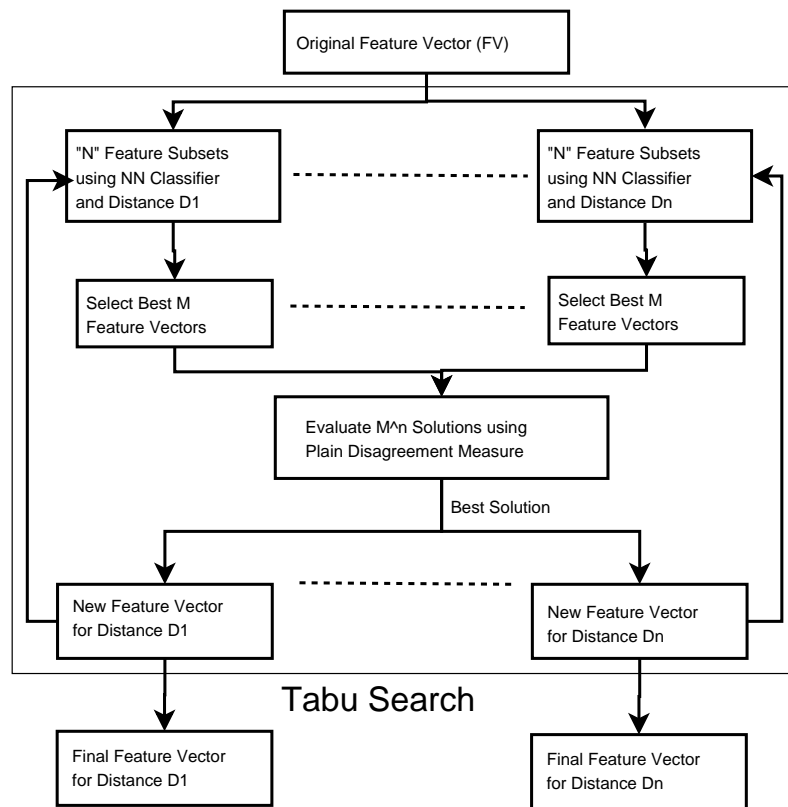 Original Feature Vector (FV)
"N" Feature Subsets
using NN Classifier
and Distance D1
"N" Feature Subsets
using NN Classifier
and Distance Dn
Select Best M
Feature Vectors
Select Best M
Feature Vectors
Evaluate M^n Solutions using
Plain Disagreement Measure
Best Solution
New Feature Vector
for Distance D1
New Feature Vector
for Distance Dn
Tabu Search
Final Feature Vector
for Distance D1
Final Feature Vector
for Distance Dn